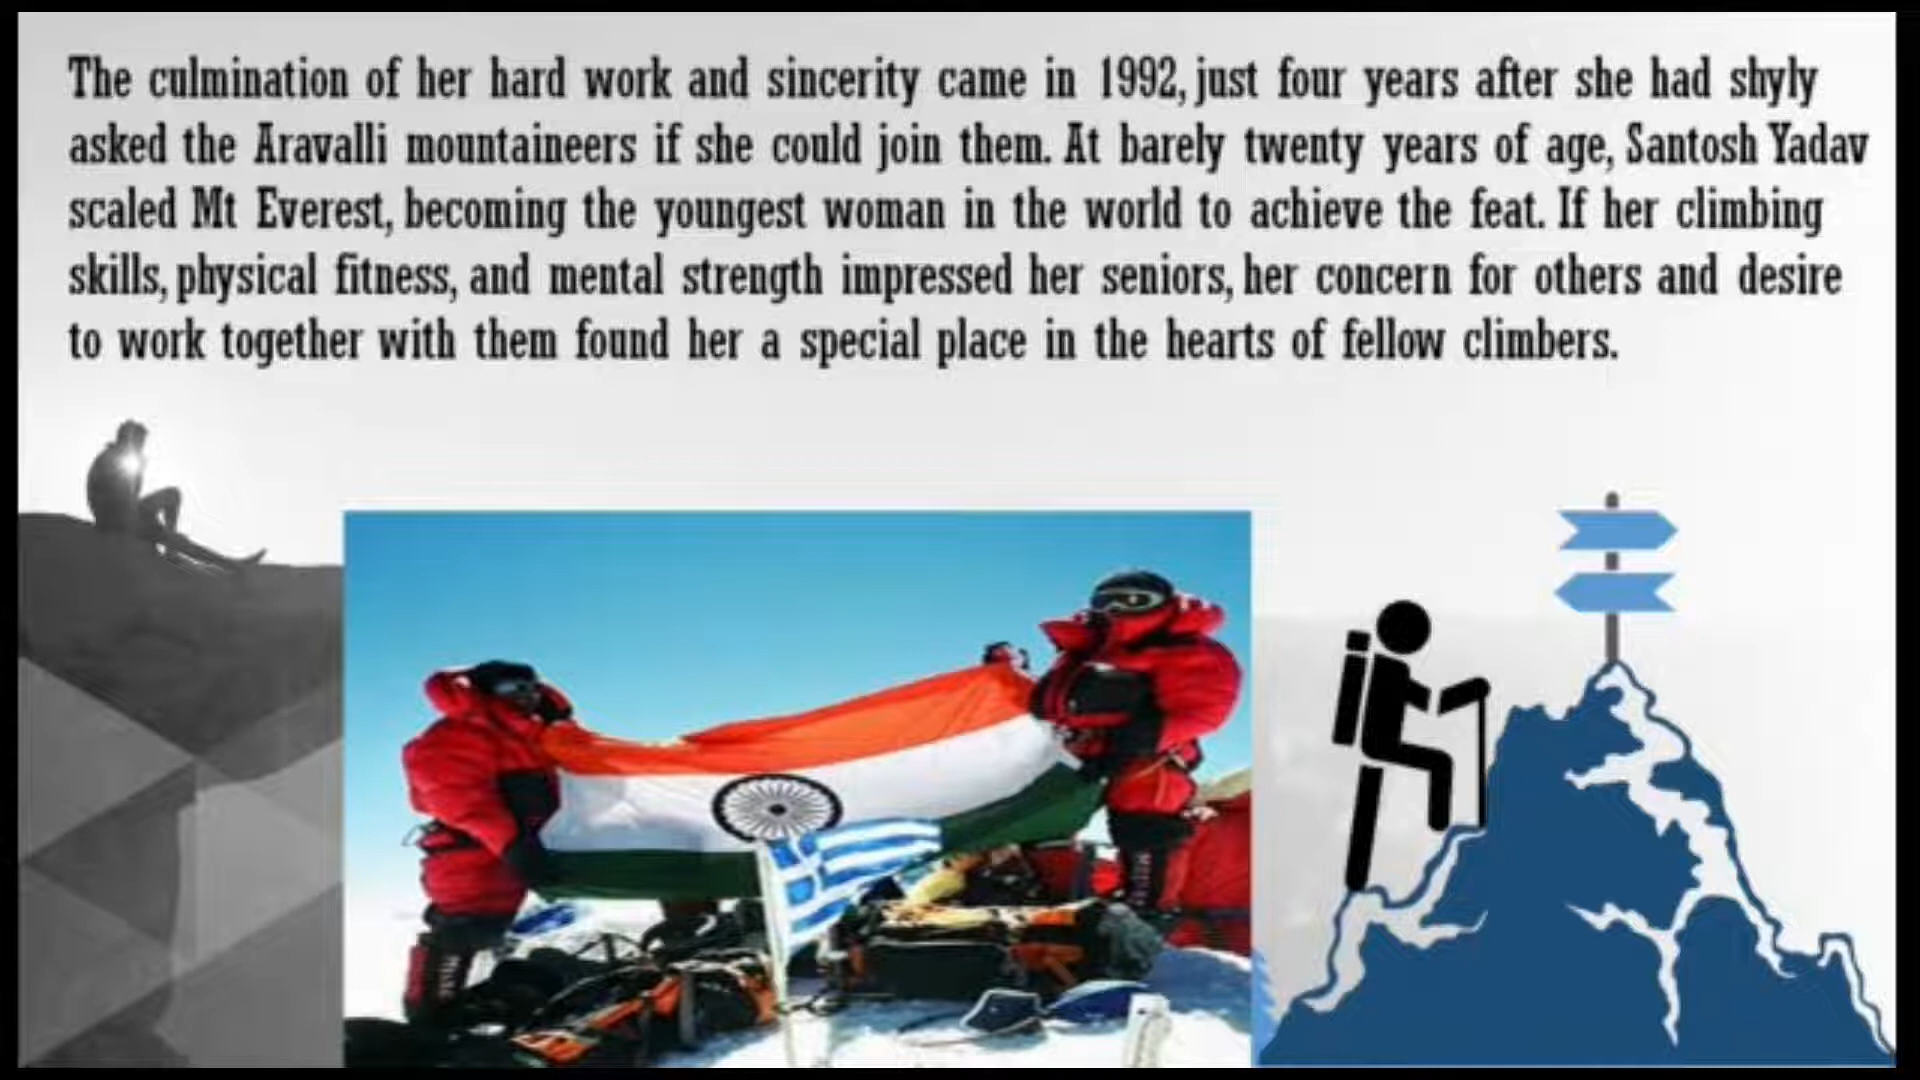 The culmination of her hard work and sincerity came in 1992, just four years after she had shyly
asked the Aravalli mountaineers if she could join them. At barely twenty years of age, Santosh Yadav
scaled Mt Everest, becoming the youngest woman in the world to achieve the feat. If her climbing
skills, physical fitness, and mental strength impressed her seniors, her concern for others and desire
to work together with them found her a special place in the hearts of fellow climbers.